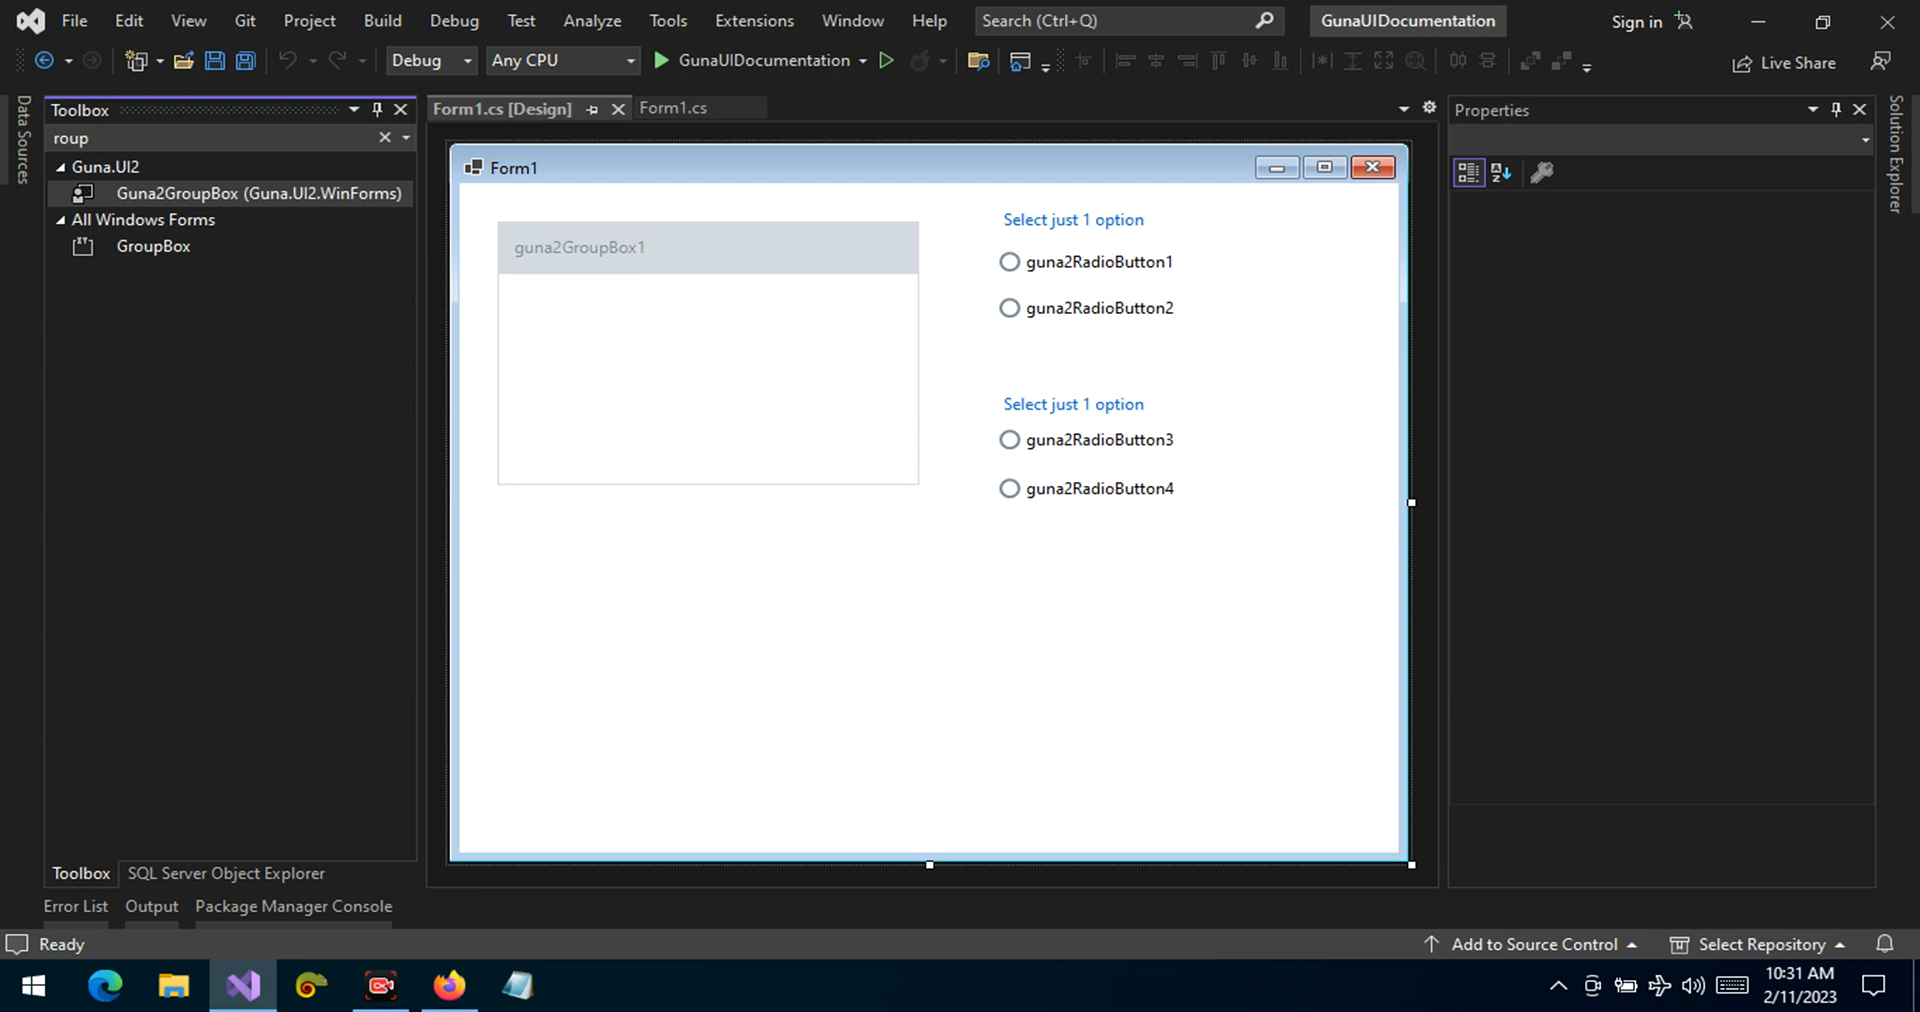 File Edit View Git Project Build Debug Test Analyze Tools Extensions Window Help Search (Ctrl+Q) GunaUIDocumentation Sign in
Debug Any CPU GunaUIDocumentation Live Share
Data Sources
Toolbox
roup
Guna.UI2
Guna2GroupBox (Guna.UI2.WinForms)
All Windows Forms
GroupBox
Form1.cs [Design] Form1.cs
Form1
guna2GroupBox1
Select just 1 option
guna2RadioButton1
guna2RadioButton2
Select just 1 option
guna2RadioButton3
guna2RadioButton4
Properties
Solution Explorer
Toolbox SQL Server Object Explorer
Error List Output Package Manager Console
Ready Add to Source Control Select Repository
10:31 AM
2/11/2023